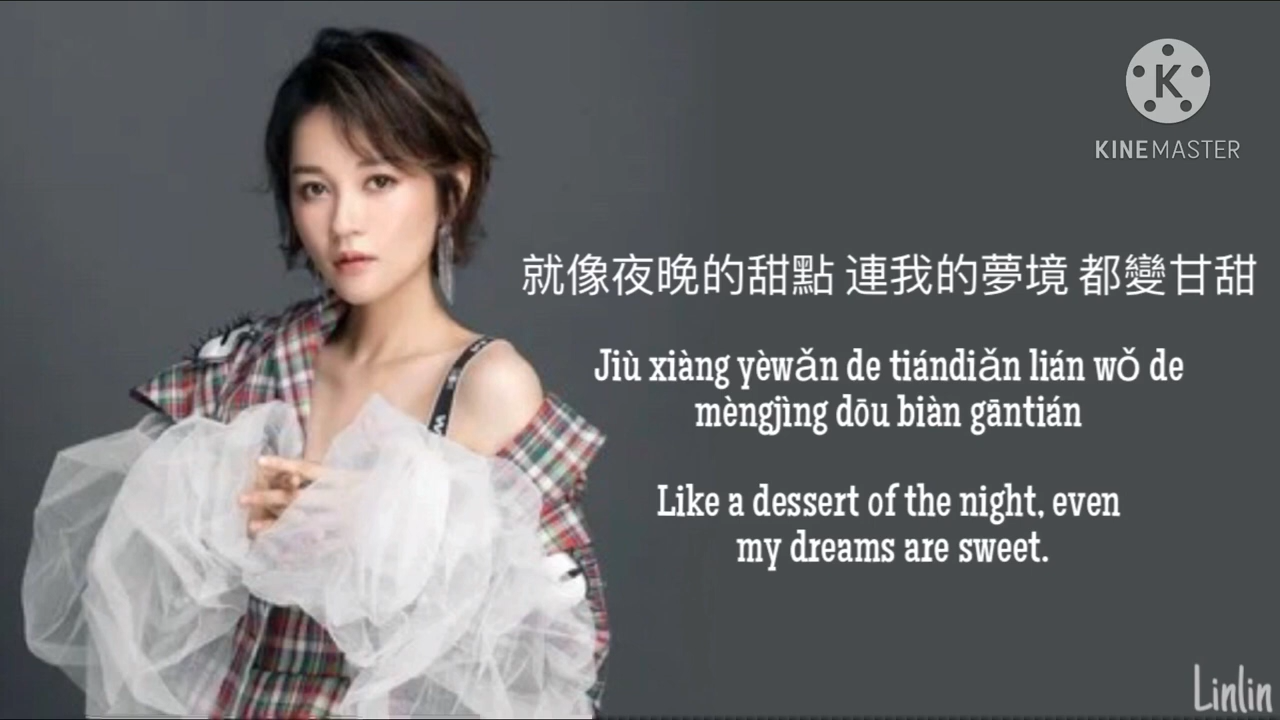 K
KINEMASTER
就像夜晚的甜點 連我的夢境 都變甘甜
Jiù xiàng yèwǎn de tiándiǎn lián wǒ de
mèngjìng dōu biàn gāntián
Like a dessert of the night, even
my dreams are sweet.
Linlin